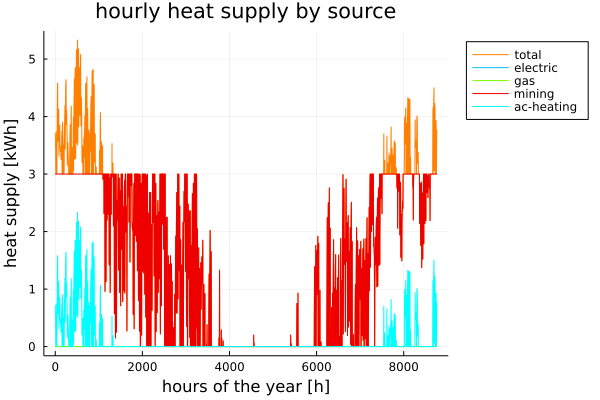 hourly heat supply by source
heat supply [kWh]
5
4
3
2
1
0
0 2000 4000 6000 8000
hours of the year [h]
total
electric
gas
mining
ac-heating